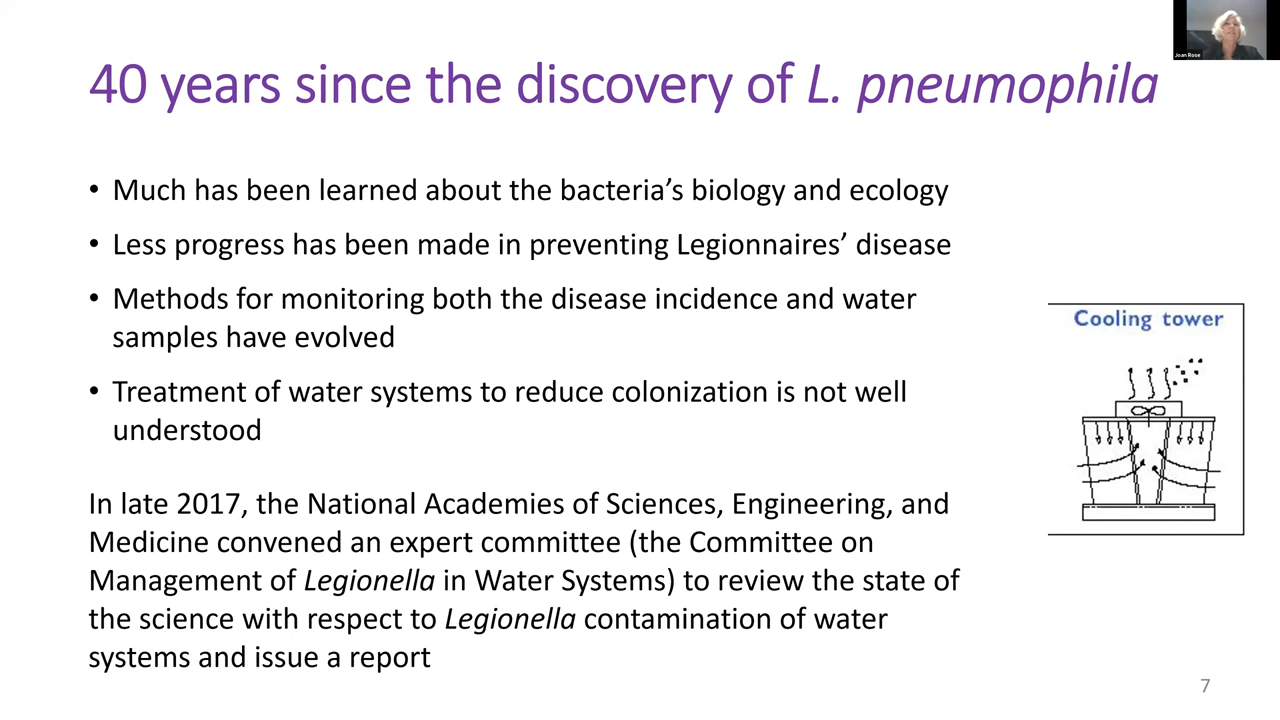 Joan Rose
40 years since the discovery of L. pneumophila
• Much has been learned about the bacteria’s biology and ecology
• Less progress has been made in preventing Legionnaires’ disease
• Methods for monitoring both the disease incidence and water
samples have evolved
• Treatment of water systems to reduce colonization is not well
understood
In late 2017, the National Academies of Sciences, Engineering, and
Medicine convened an expert committee (the Committee on
Management of Legionella in Water Systems) to review the state of
the science with respect to Legionella contamination of water
systems and issue a report
Cooling tower
7